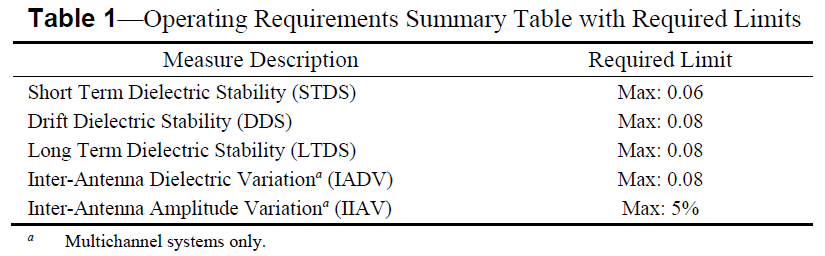 Table 1—Operating Requirements Summary Table with Required Limits
Measure Description Required Limit
Short Term Dielectric Stability (STDS) Max: 0.06
Drift Dielectric Stability (DDS) Max: 0.08
Long Term Dielectric Stability (LTDS) Max: 0.08
Inter-Antenna Dielectric Variationa (IADV) Max: 0.08
Inter-Antenna Amplitude Variationa (IIAV) Max: 5%
a Multichannel systems only.